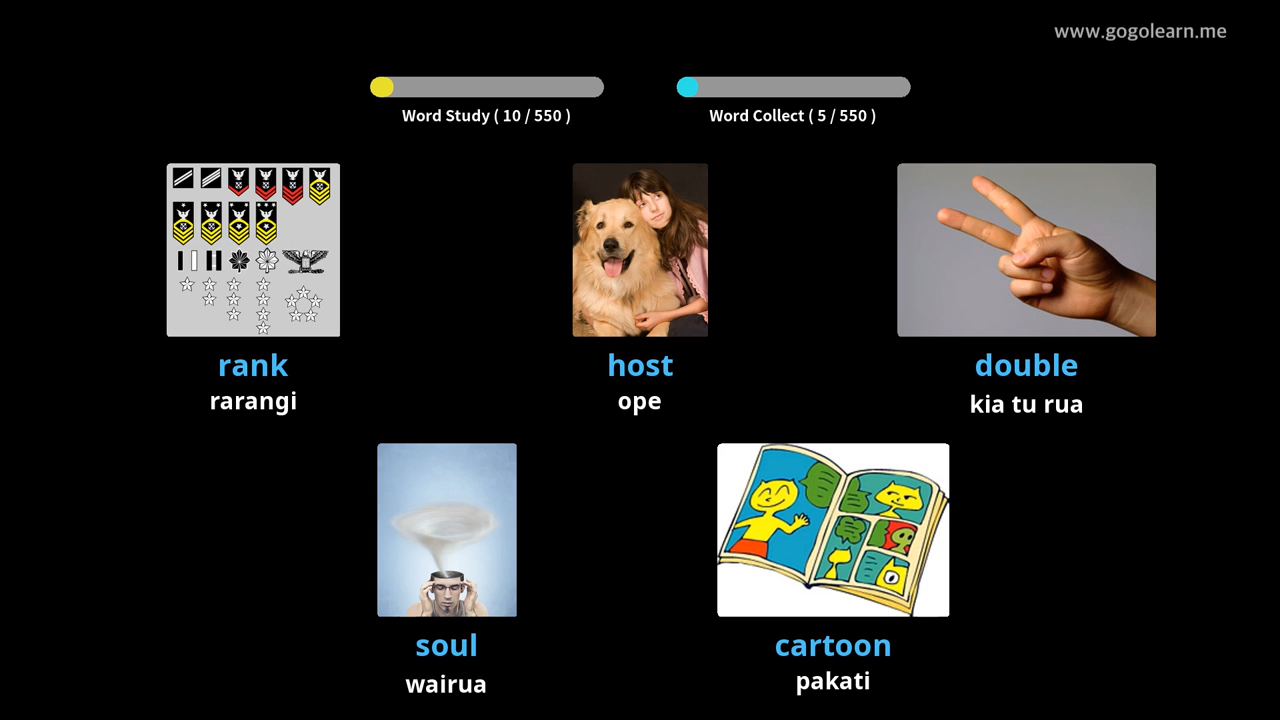 www.gogolearn.me
Word Study ( 10 / 550 )
Word Collect ( 5 / 550 )
rank
rarangi
host
ope
double
kia tu rua
soul
wairua
cartoon
pakati